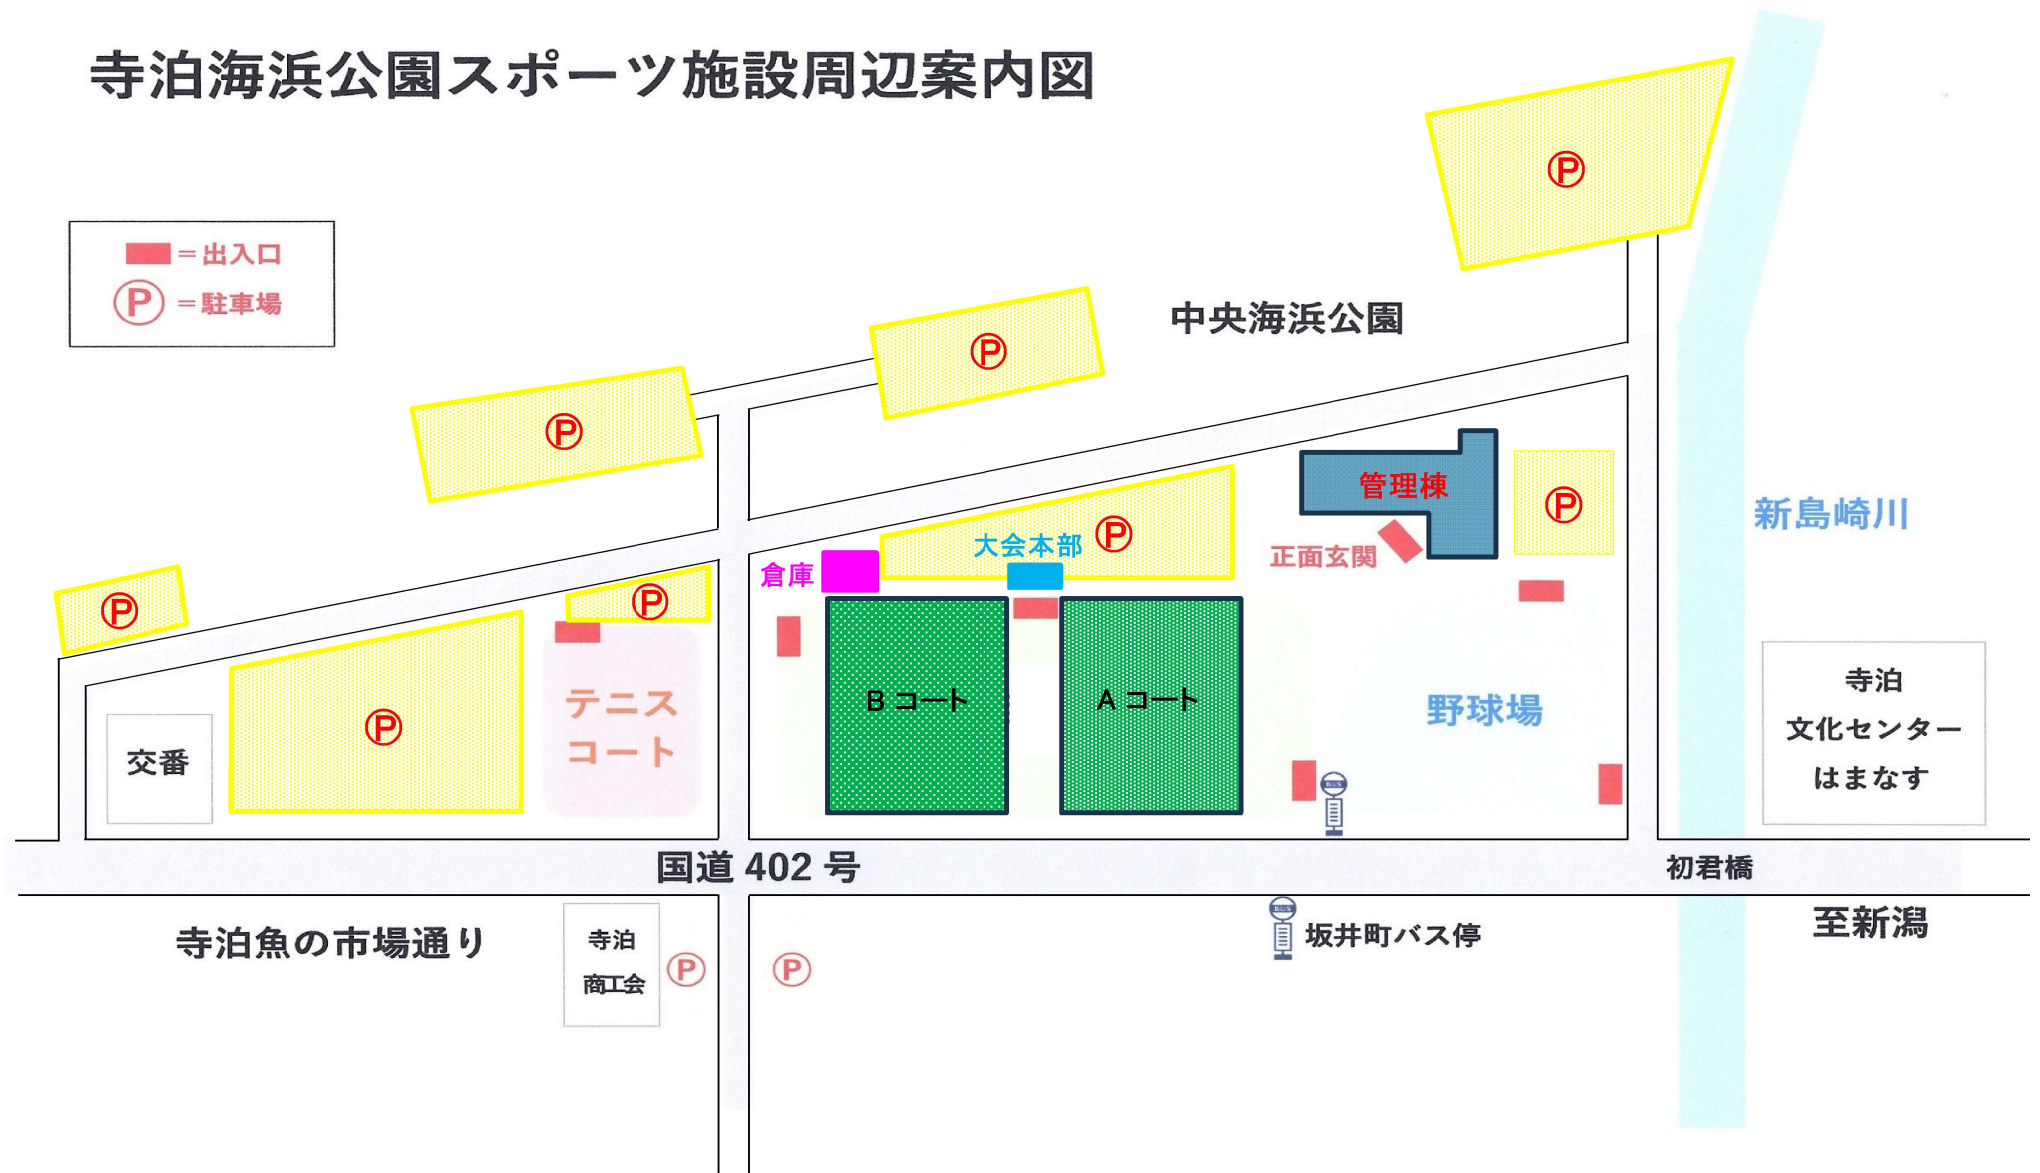 寺泊海浜公園スポーツ施設周辺案内図
＝出入口
Ⓟ ＝駐車場
Ⓟ
中央海浜公園
Ⓟ
Ⓟ
管理棟
Ⓟ
新島崎川
大会本部 Ⓟ
正面玄関
倉庫
Ⓟ
Ⓟ
寺泊
文化センター
はまなす
テニス
コート
B コート
A コート
野球場
Ⓟ
交番
BUS
国道 402 号
初君橋
BUS
坂井町バス停
至新潟
寺泊魚の市場通り
寺泊
商工会
Ⓟ
Ⓟ